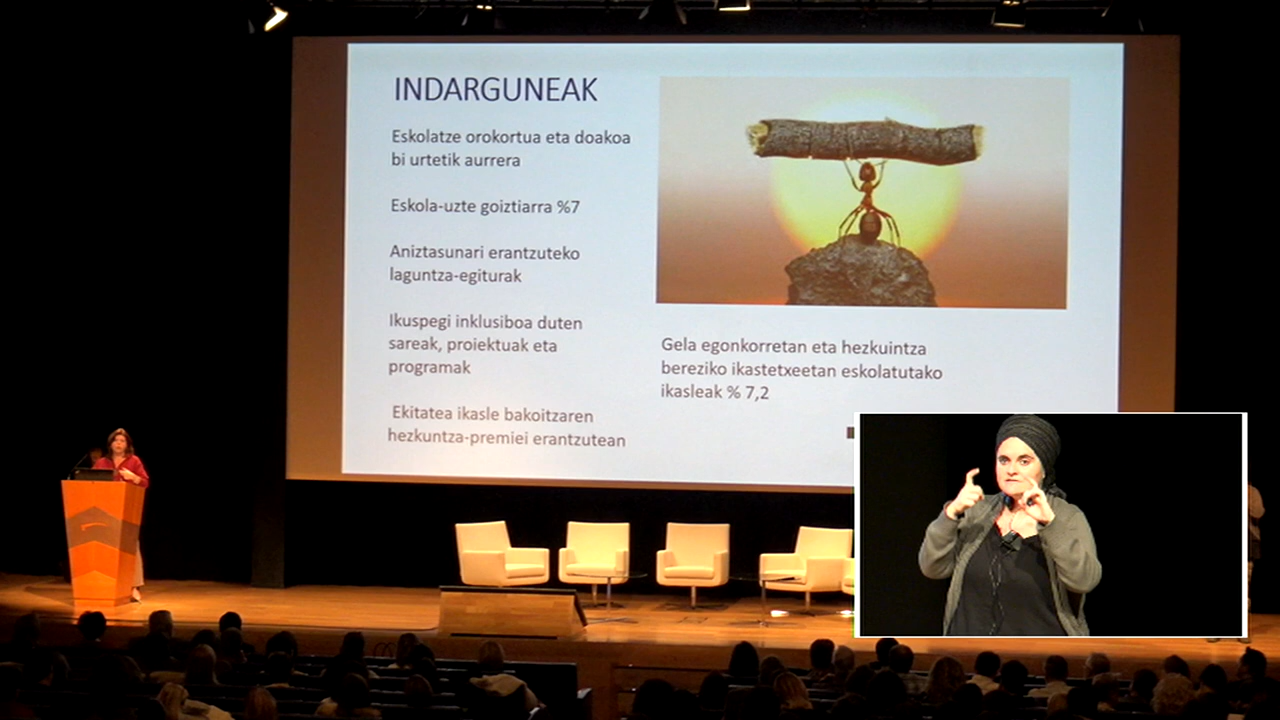 INDARGUNEAK
Eskolatze orokortua eta doakoa
bi urtetik aurrera
Eskola-uzte goiztiarra %7
Aniztasunari erantzuteko
laguntza-egiturak
Ikuspegi inklusiboa duten
sareak, proiektuak eta
programak
Ekitatea ikasle bakoitzaren
hezkuntza-premiei erantzutean
Gela egonkorretan eta hezkuintza
bereziko ikastetxeetan eskolatutako
ikasleak % 7,2